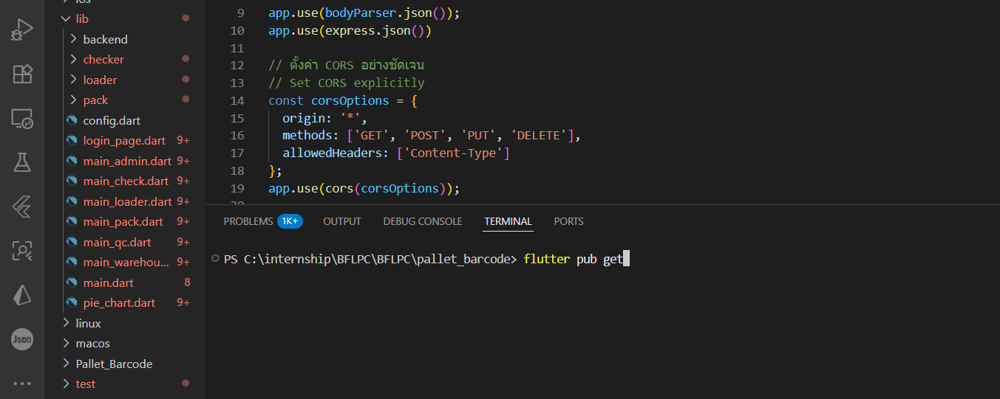 ios
lib
backend
checker
loader
pack
config.dart
login_page.dart 9+
main_admin.dart 9+
main_check.dart 9+
main_loader.dart 9+
main_pack.dart 9+
main_qc.dart 9+
main_warehou... 9+
main.dart 8
pie_chart.dart 9+
linux
macos
Pallet_Barcode
test
Json
9 app.use(bodyParser.json());
10 app.use(express.json())
11
12 // ตั้งค่า CORS อย่างชัดเจน
13 // Set CORS explicitly
14 const corsOptions = {
15 origin: '*',
16 methods: ['GET', 'POST', 'PUT', 'DELETE'],
17 allowedHeaders: ['Content-Type']
18 };
19 app.use(cors(corsOptions));
PROBLEMS 1K+ OUTPUT DEBUG CONSOLE TERMINAL PORTS
PS C:\internship\BFLPC\BFLPC\pallet_barcode> flutter pub get